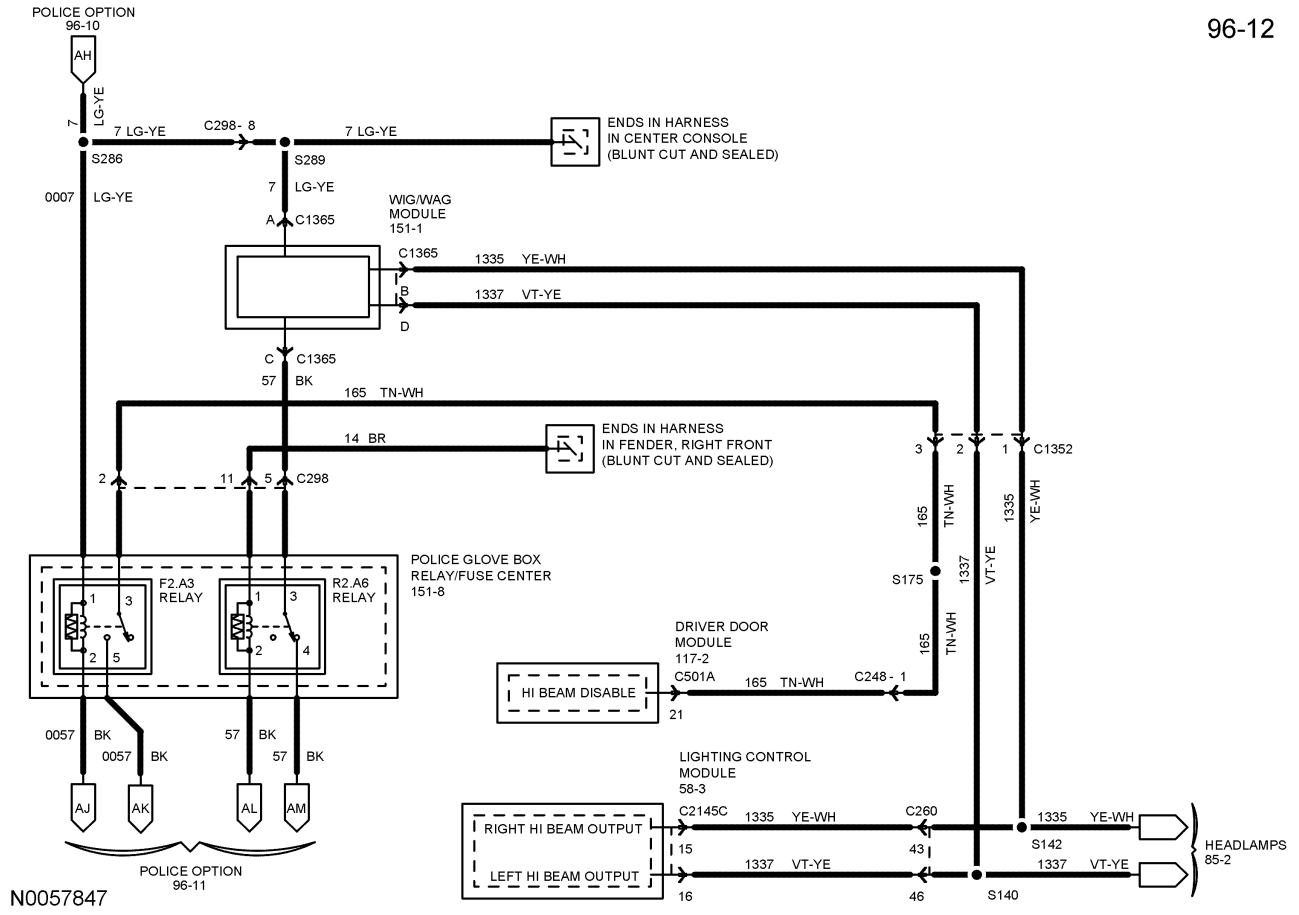 POLICE OPTION
96-10
96-12
AH
7
LG-YE
7 LG-YE
C298- 8
7 LG-YE
ENDS IN HARNESS
IN CENTER CONSOLE
(BLUNT CUT AND SEALED)
S286
S289
0007
LG-YE
7
LG-YE
A
C1365
WIG/WAG
MODULE
151-1
C1365
1335
YE-WH
B
1337
VT-YE
D
C
C1365
57
BK
165
TN-WH
14 BR
ENDS IN HARNESS
IN FENDER, RIGHT FRONT
(BLUNT CUT AND SEALED)
2
11
5
C298
3
2
1
C1352
165
TN-WH
1337
VT-YE
1335
YE-WH
S175
165
TN-WH
POLICE GLOVE BOX
RELAY/FUSE CENTER
151-8
F2.A3
RELAY
R2.A6
RELAY
1
3
2
5
1
3
2
4
DRIVER DOOR
MODULE
117-2
C501A
HI BEAM DISABLE
21
165
TN-WH
C248- 1
0057
BK
0057
BK
57
BK
57
BK
AJ
AK
AL
AM
POLICE OPTION
96-11
LIGHTING CONTROL
MODULE
58-3
C2145C
RIGHT HI BEAM OUTPUT
15
1335
YE-WH
C260
43
S142
1335
YE-WH
LEFT HI BEAM OUTPUT
16
1337
VT-YE
46
S140
1337
VT-YE
HEADLAMPS
85-2
N0057847